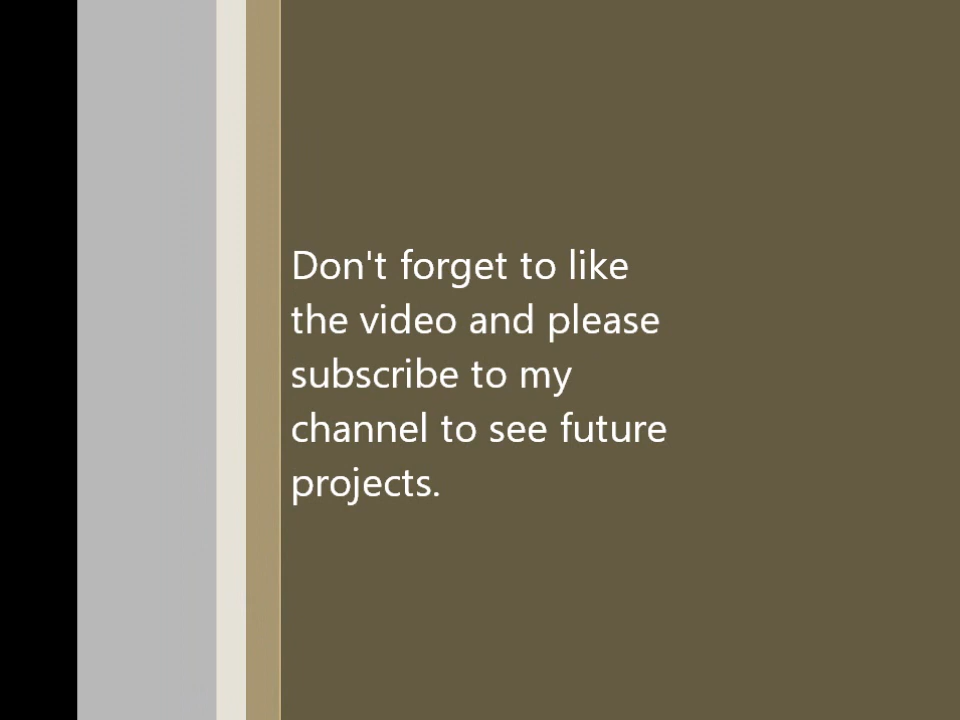 Don't forget to like
the video and please
subscribe to my
channel to see future
projects.